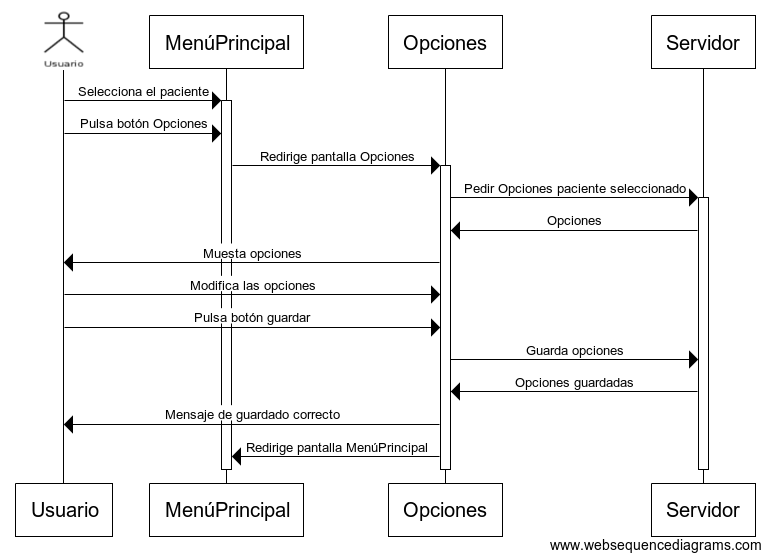 Usuario
MenúPrincipal
Opciones
Servidor
Selecciona el paciente
Pulsa botón Opciones
Redirige pantalla Opciones
Pedir Opciones paciente seleccionado
Opciones
Muesta opciones
Modifica las opciones
Pulsa botón guardar
Guarda opciones
Opciones guardadas
Mensaje de guardado correcto
Redirige pantalla MenúPrincipal
Usuario
MenúPrincipal
Opciones
Servidor
www.websequencediagrams.com